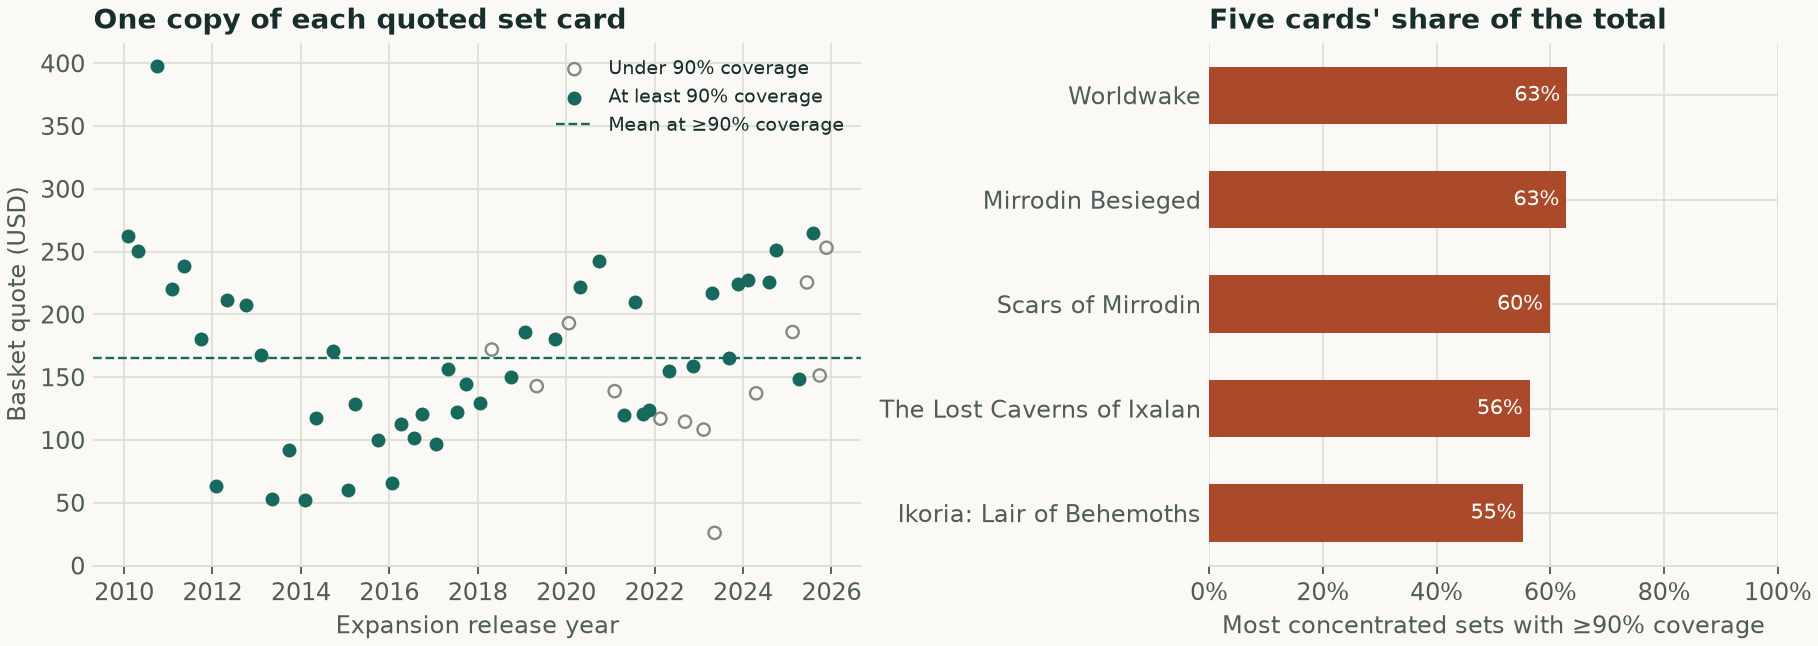 One copy of each quoted set card
Basket quote (USD)
400
350
300
250
200
150
100
50
0
Under 90% coverage
At least 90% coverage
Mean at ≥90% coverage
2010 2012 2014 2016 2018 2020 2022 2024 2026
Expansion release year
Five cards' share of the total
Worldwake 63%
Mirrodin Besieged 63%
Scars of Mirrodin 60%
The Lost Caverns of Ixalan 56%
Ikoria: Lair of Behemoths 55%
0% 20% 40% 60% 80% 100%
Most concentrated sets with ≥90% coverage